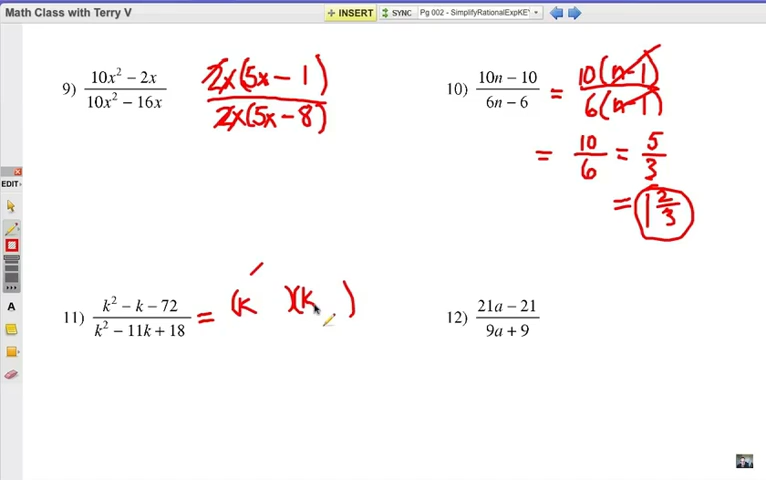 Math Class with Terry V
+ INSERT SYNC Pg 002 - SimplifyRationalExpKEY...
EDIT
A
9) (10x² − 2x)/(10x² − 16x) 2x(5x − 1)/2x(5x − 8)
10) (10n − 10)/(6n − 6) = 10(n−1)/6(n−1)
= 10/6 = 5/3
= 1 2/3
11) (k² − k − 72)/(k² − 11k + 18) = (k )(k )
12) (21a − 21)/(9a + 9)